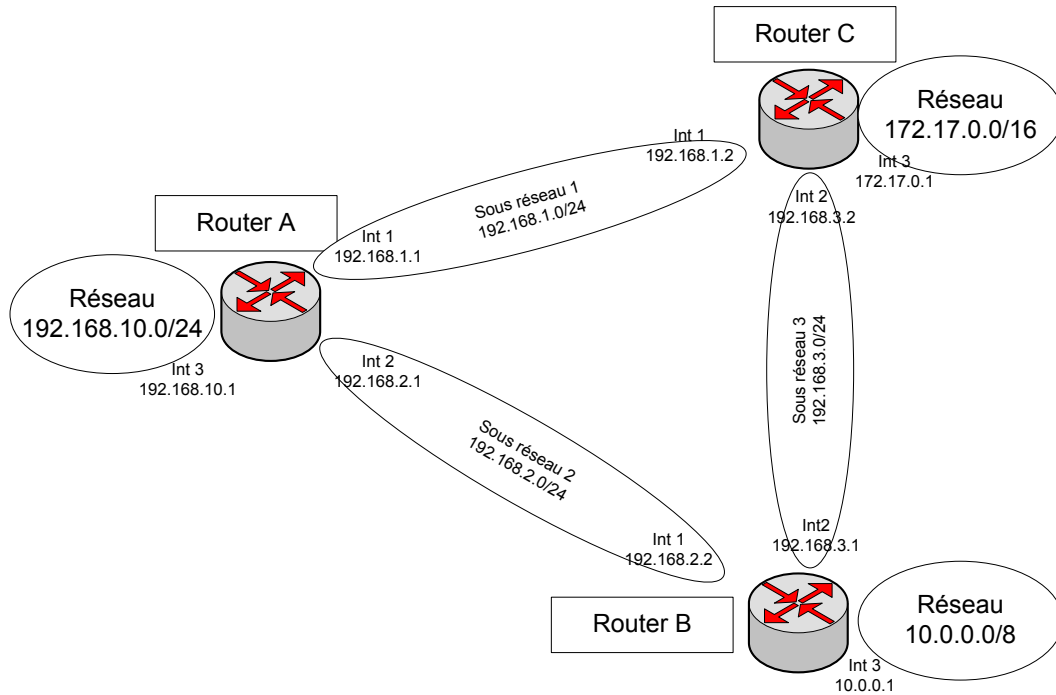 Router C
Réseau
172.17.0.0/16
Int 1
192.168.1.2
Int 3
172.17.0.1
Sous réseau 1
192.168.1.0/24
Int 2
192.168.3.2
Router A
Int 1
192.168.1.1
Réseau
192.168.10.0/24
Int 3
192.168.10.1
Int 2
192.168.2.1
Sous réseau 3
192.168.3.0/24
Sous réseau 2
192.168.2.0/24
Int 1
192.168.2.2
Int2
192.168.3.1
Router B
Réseau
10.0.0.0/8
Int 3
10.0.0.1